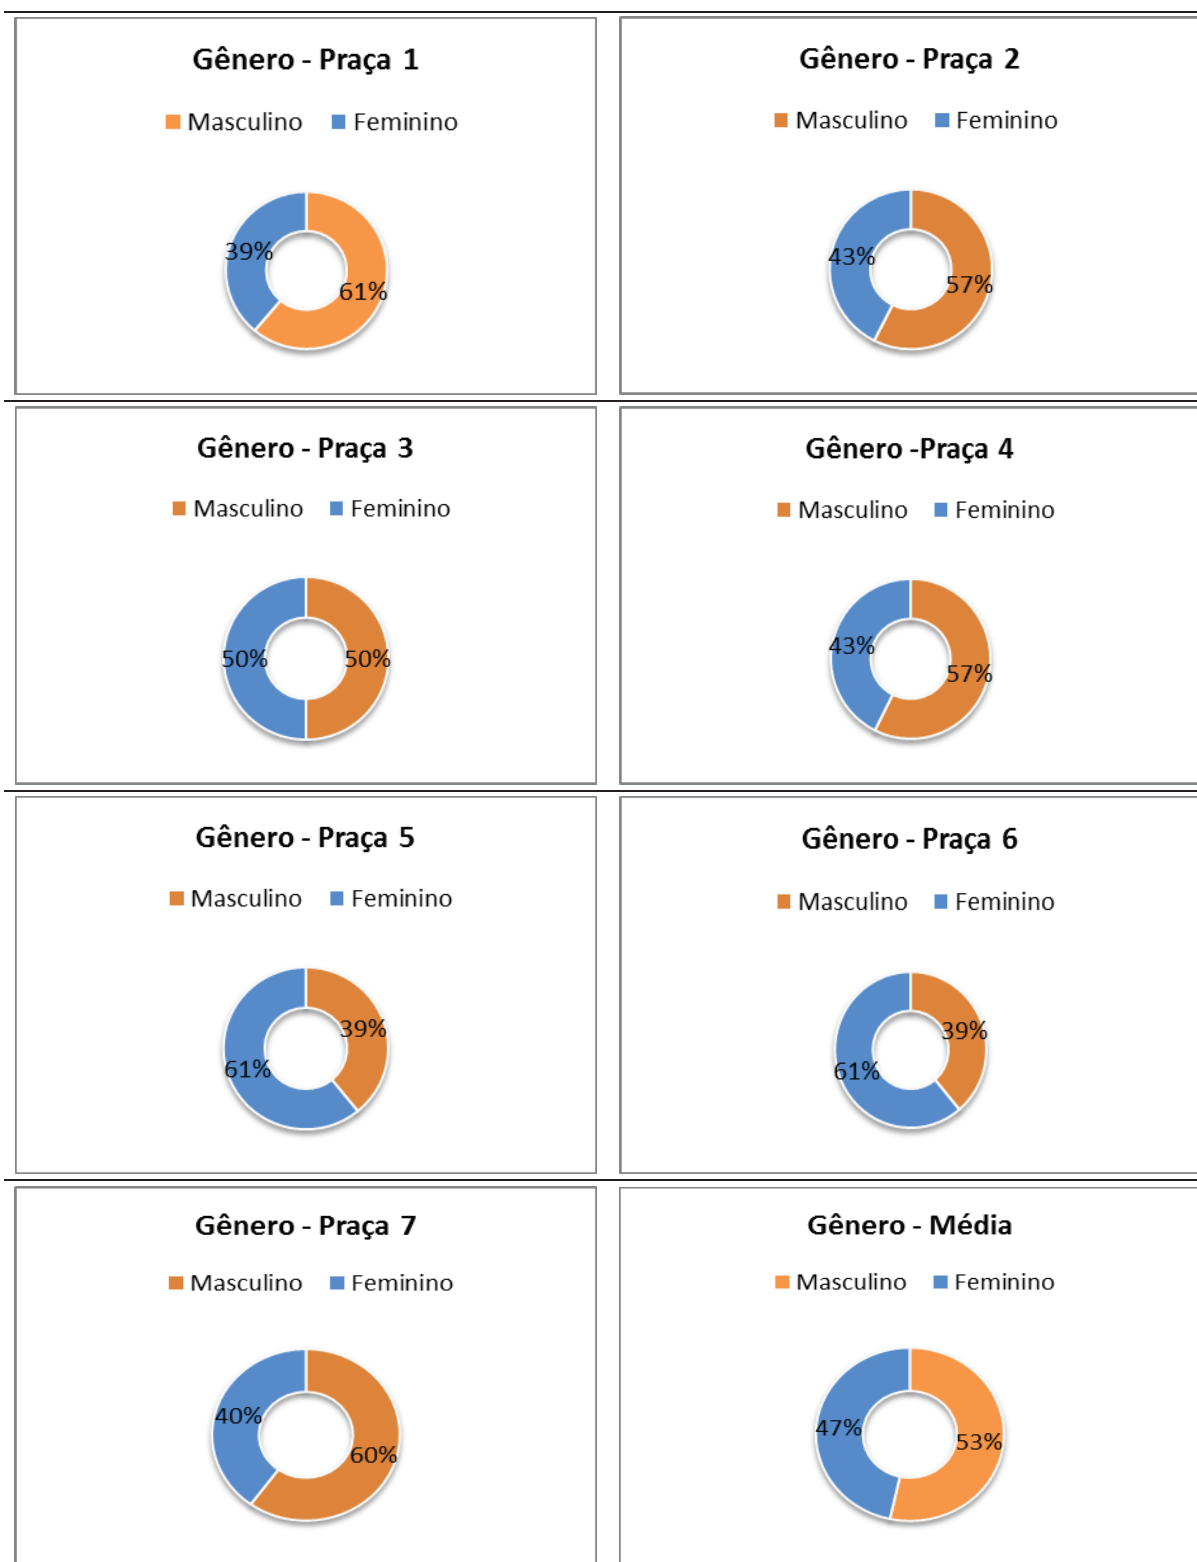 Gênero - Praça 1
Masculino Feminino
39%
61%
Gênero - Praça 2
Masculino Feminino
43%
57%
Gênero - Praça 3
Masculino Feminino
50% 50%
Gênero -Praça 4
Masculino Feminino
43%
57%
Gênero - Praça 5
Masculino Feminino
39%
61%
Gênero - Praça 6
Masculino Feminino
39%
61%
Gênero - Praça 7
Masculino Feminino
40%
60%
Gênero - Média
Masculino Feminino
47%
53%